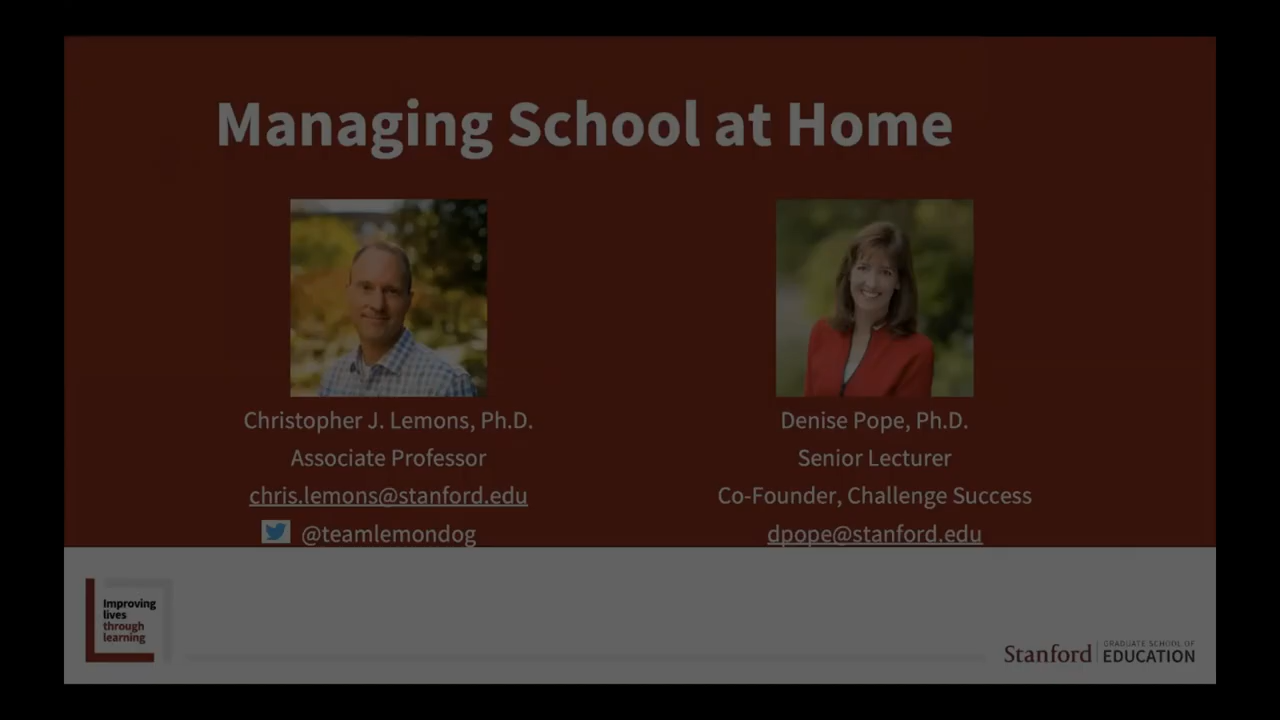 Managing School at Home
Christopher J. Lemons, Ph.D.
Associate Professor
chris.lemons@stanford.edu
@teamlemondog
Denise Pope, Ph.D.
Senior Lecturer
Co-Founder, Challenge Success
dpope@stanford.edu
Improving
lives
through
learning
Stanford
GRADUATE SCHOOL OF
EDUCATION